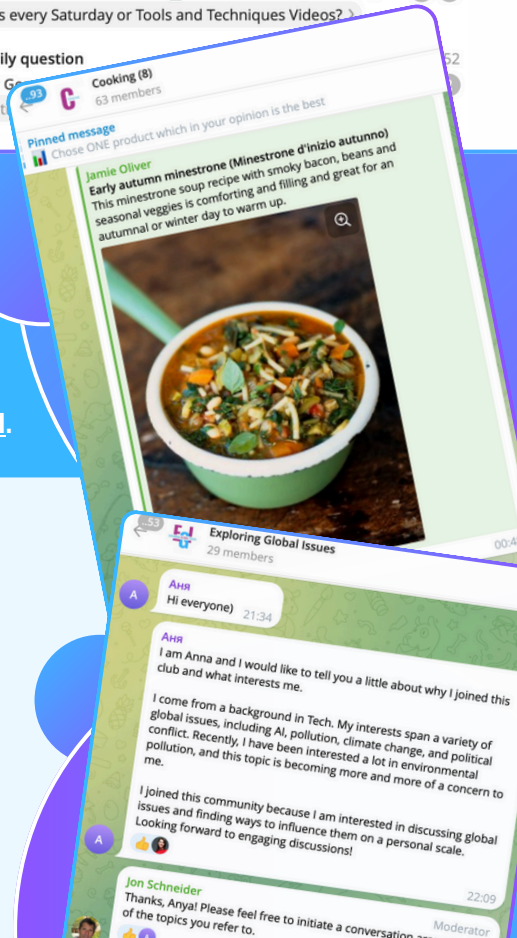 s every Saturday or Tools and Techniques Videos?
ily question
52
..93
Cooking (8)
63 members
Pinned message
Chose ONE product which in your opinion is the best
Jamie Oliver
Early autumn minestrone (Minestrone d'inizio autunno)
This minestrone soup recipe with smoky bacon, beans and
seasonal veggies is comforting and filling and great for an
autumnal or winter day to warm up.
.
00:4
..53
Exploring Global Issues
29 members
Аня
Hi everyone)
21:34
A
Аня
I am Anna and I would like to tell you a little about why I joined this
club and what interests me.
I come from a background in Tech. My interests span a variety of
global issues, including AI, pollution, climate change, and political
conflict. Recently, I have been interested a lot in environmental
pollution, and this topic is becoming more and more of a concern to
me.
I joined this community because I am interested in discussing global
issues and finding ways to influence them on a personal scale.
Looking forward to engaging discussions!
A
22:09
Jon Schneider
Moderator
Thanks, Anya! Please feel free to initiate a conversation
of the topics you refer to.